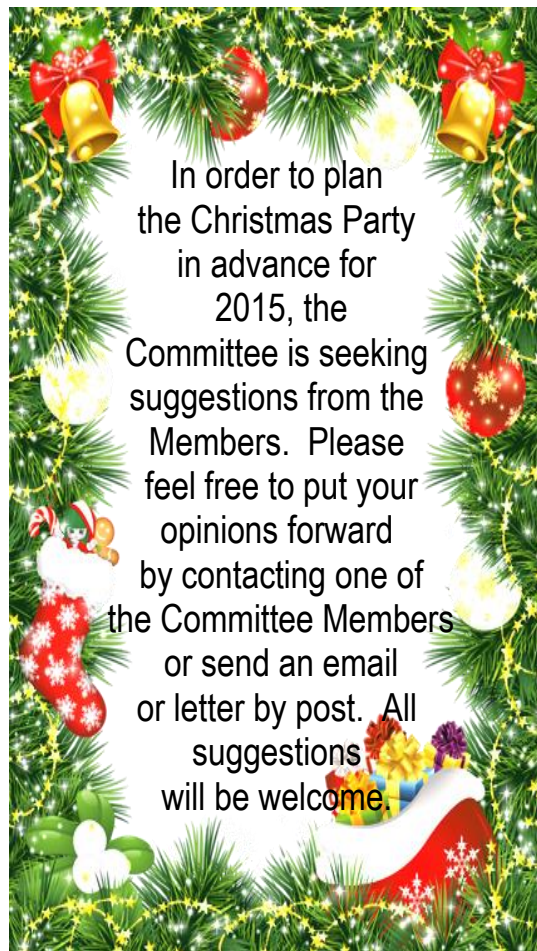 In order to plan
the Christmas Party
in advance for
2015, the
Committee is seeking
suggestions from the
Members.  Please
feel free to put your
opinions forward
by contacting one of
the Committee Members
or send an email
or letter by post.  All
suggestions
will be welcome.